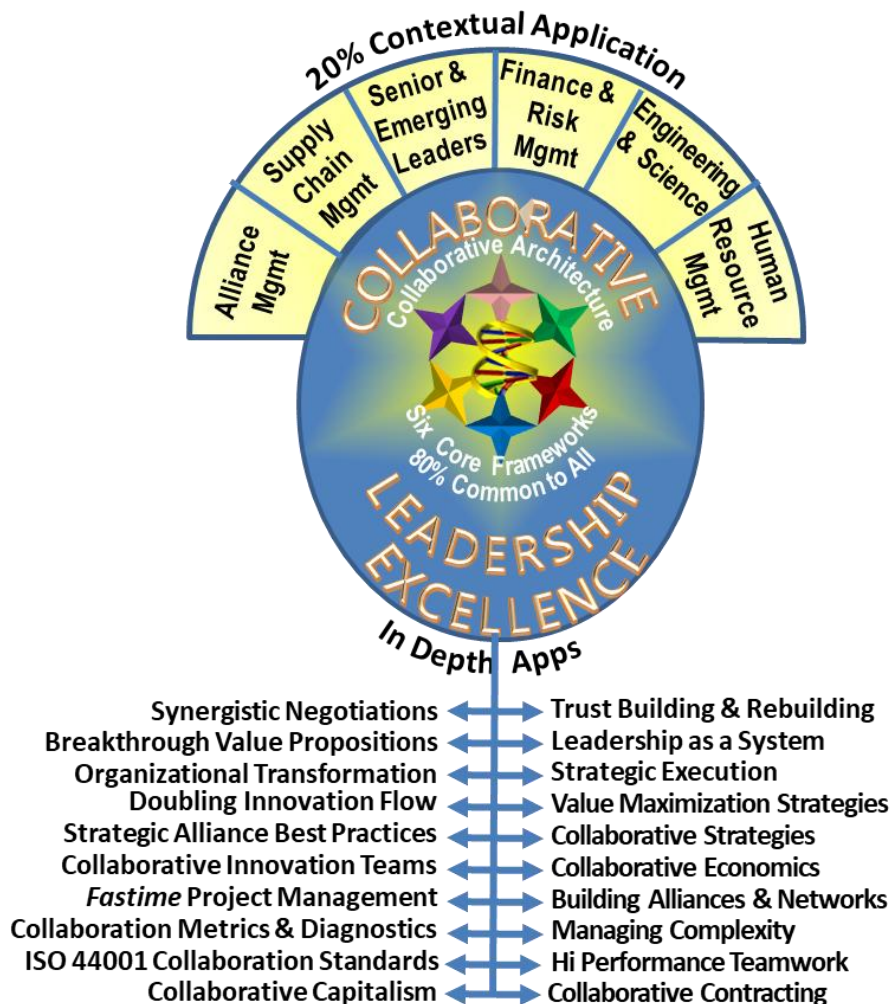 20% Contextual Application
Alliance
Mgmt
Supply
Chain
Mgmt
Senior &
Emerging
Leaders
Finance &
Risk
Mgmt
Engineering
& Science
Human
Resource
Mgmt
COLLABORATIVE
Collaborative Architecture
Six Core Frameworks
80% Common to All
LEADERSHIP
EXCELLENCE
In Depth Apps
Synergistic Negotiations
Trust Building & Rebuilding
Breakthrough Value Propositions
Leadership as a System
Organizational Transformation
Strategic Execution
Doubling Innovation Flow
Value Maximization Strategies
Strategic Alliance Best Practices
Collaborative Strategies
Collaborative Innovation Teams
Collaborative Economics
Fastime Project Management
Building Alliances & Networks
Collaboration Metrics & Diagnostics
Managing Complexity
ISO 44001 Collaboration Standards
Hi Performance Teamwork
Collaborative Capitalism
Collaborative Contracting